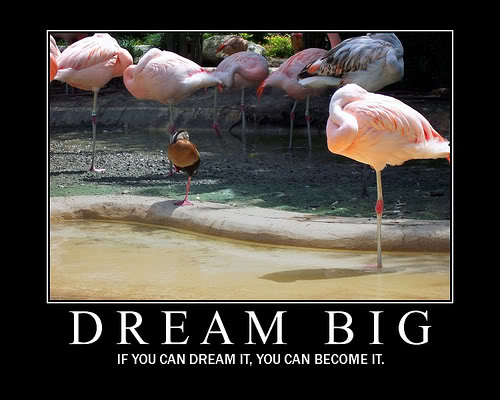 DREAM BIG
IF YOU CAN DREAM IT, YOU CAN BECOME IT.